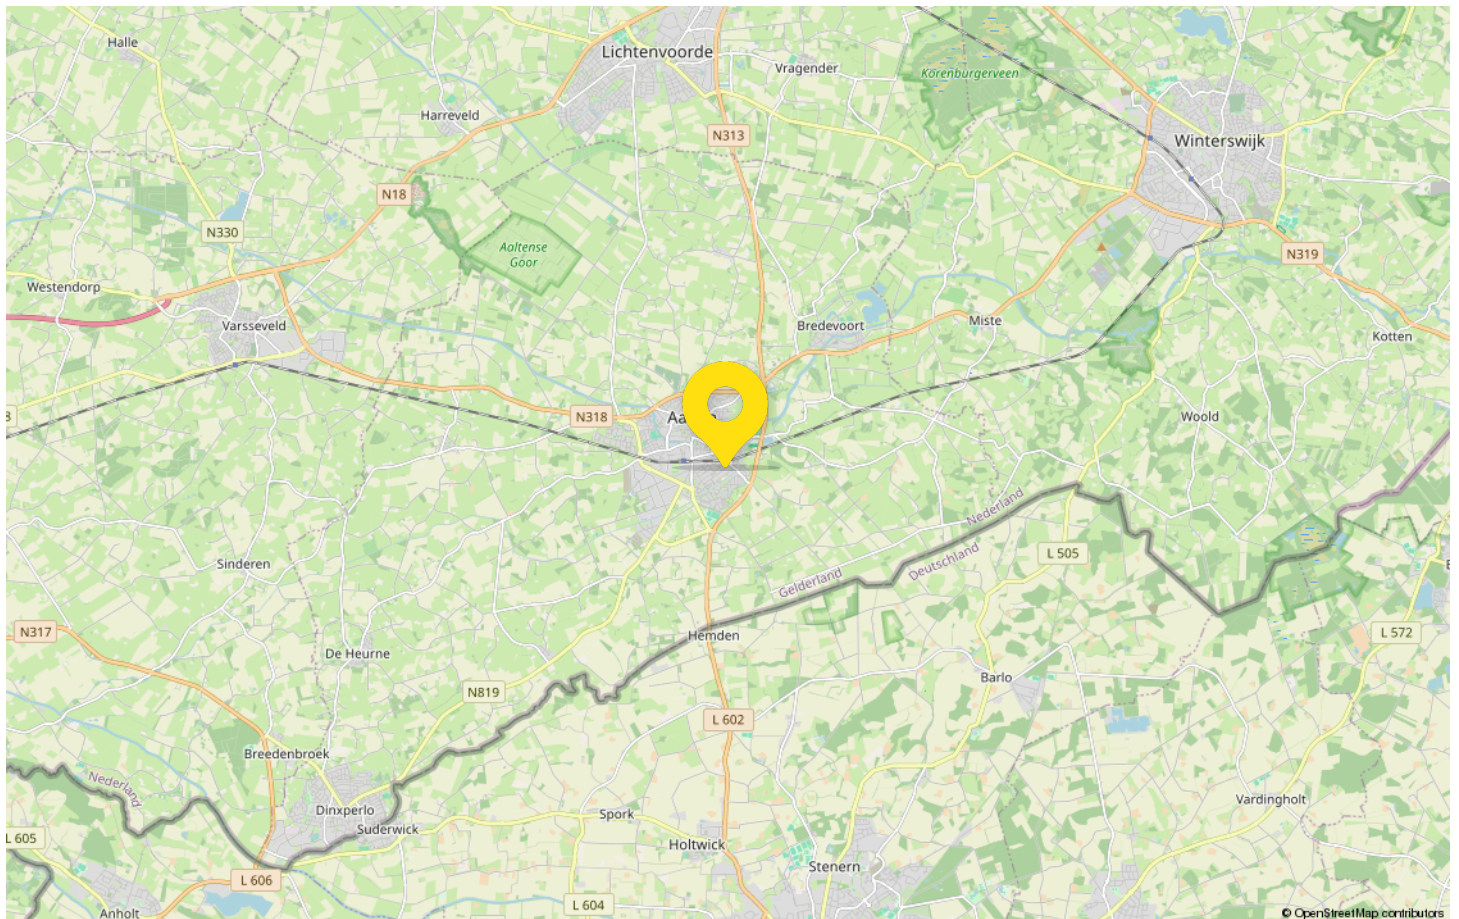 Halle
Lichtenvoorde
Vragender
Korenburgerveen
Harreveld
N313
Winterswijk
N18
N330
Aaltense
Goor
N319
Westendorp
Varsseveld
Bredevoort
Miste
Kotten
N318
Woold
Nederland
Deutschland
L 505
Gelderland
Sinderen
N317
Hemden
L 572
De Heurne
Barlo
N819
L 602
Breedenbroek
Nederland
Dinxperlo
Suderwick
Spork
Vardingholt
L 605
Holtwick
Stenern
L 606
L 604
Anholt
© OpenStreetMap contributors